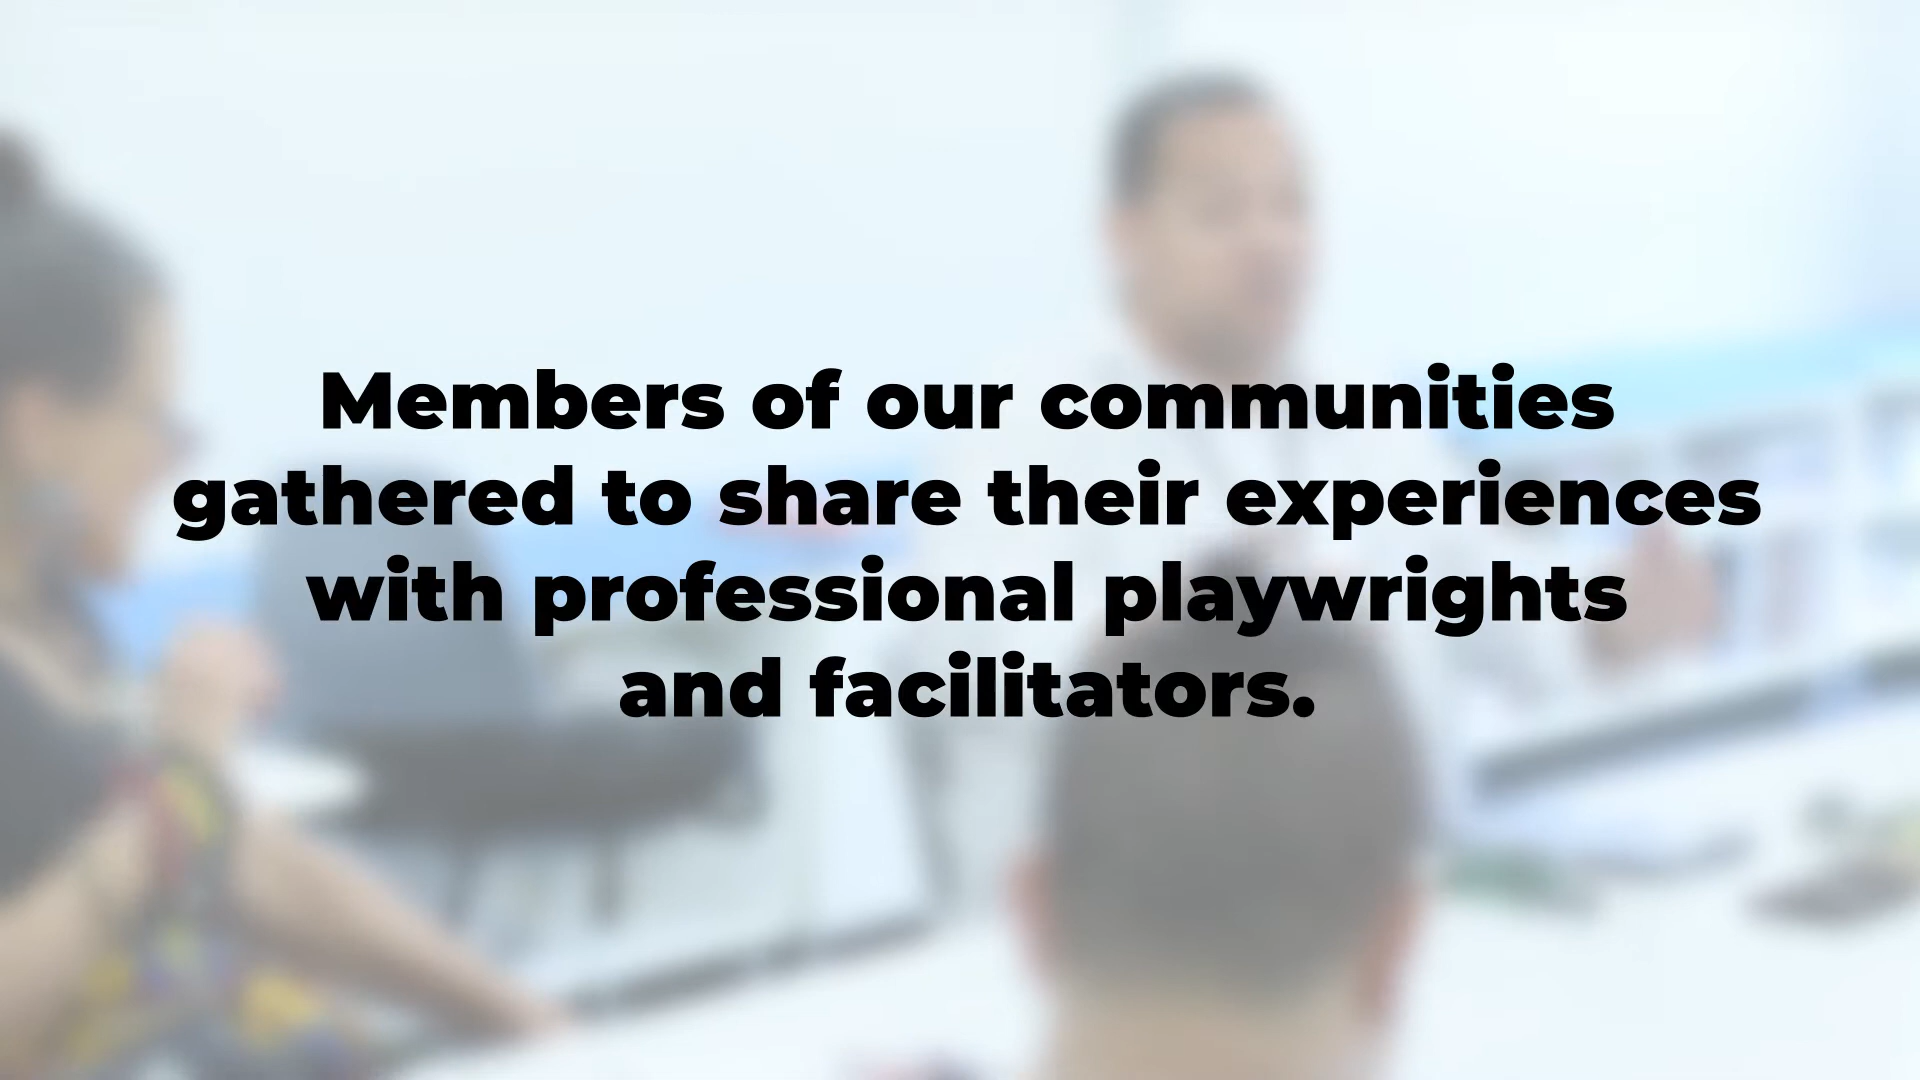 Members of our communities
gathered to share their experiences
with professional playwrights
and facilitators.